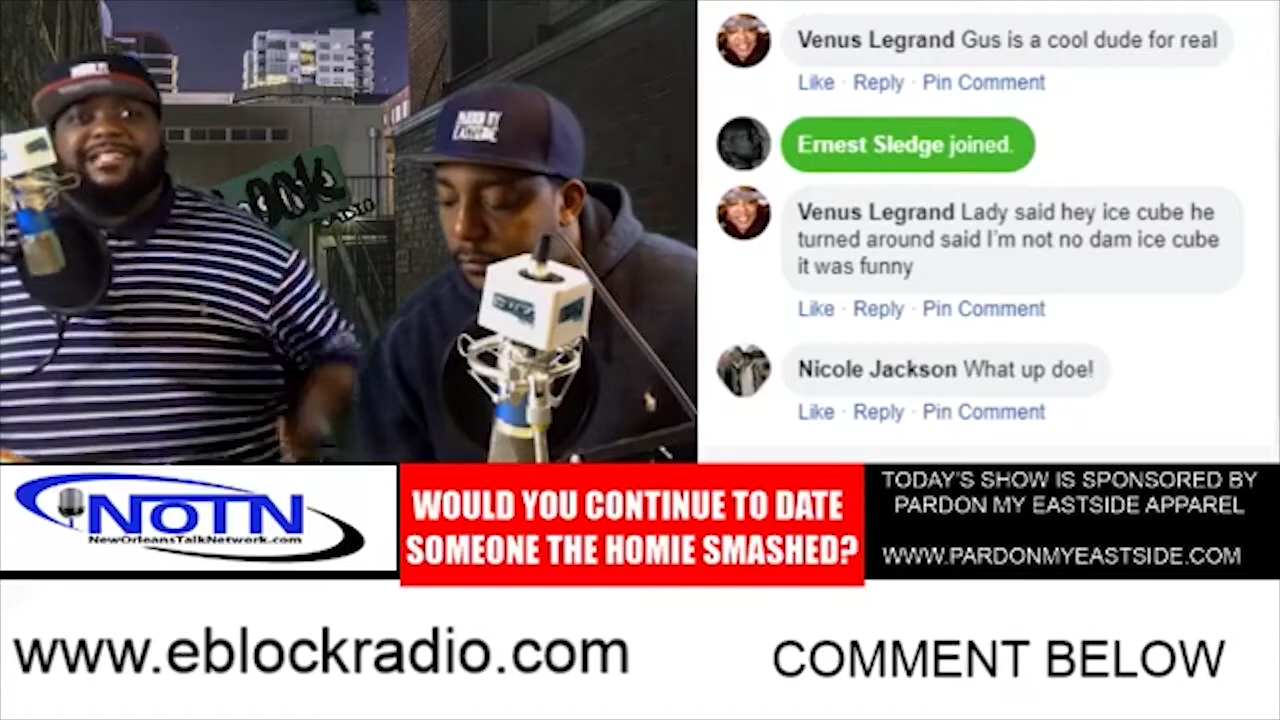 Venus Legrand Gus is a cool dude for real
Like · Reply · Pin Comment
Ernest Sledge joined.
Venus Legrand Lady said hey ice cube he
turned around said I'm not no dam ice cube
it was funny
Like · Reply · Pin Comment
Nicole Jackson What up doe!
Like · Reply · Pin Comment
PARDON MY
EASTSIDE
NOTN
NewOrleansTalkNetwork.com
WOULD YOU CONTINUE TO DATE
SOMEONE THE HOMIE SMASHED?
TODAY'S SHOW IS SPONSORED BY
PARDON MY EASTSIDE APPAREL
WWW.PARDONMYEASTSIDE.COM
www.eblockradio.com
COMMENT BELOW